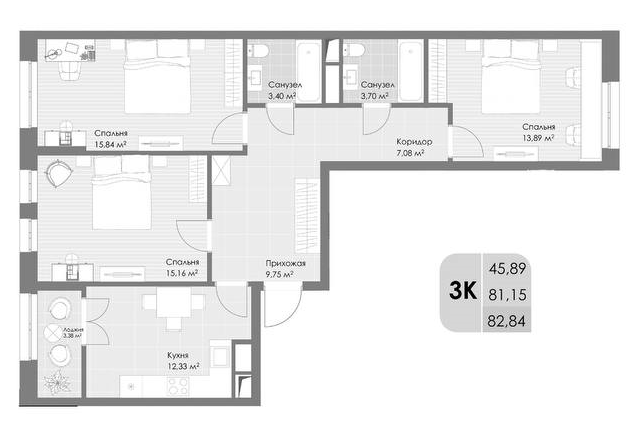 Санузел
3,40 м²
Санузел
3,70 м²
Спальня
15,84 м²
Коридор
7,08 м²
Спальня
13,89 м²
Спальня
15,16 м²
Прихожая
9,75 м²
3К
45,89
81,15
82,84
Лоджия
3,38 м²
Кухня
12,33 м²